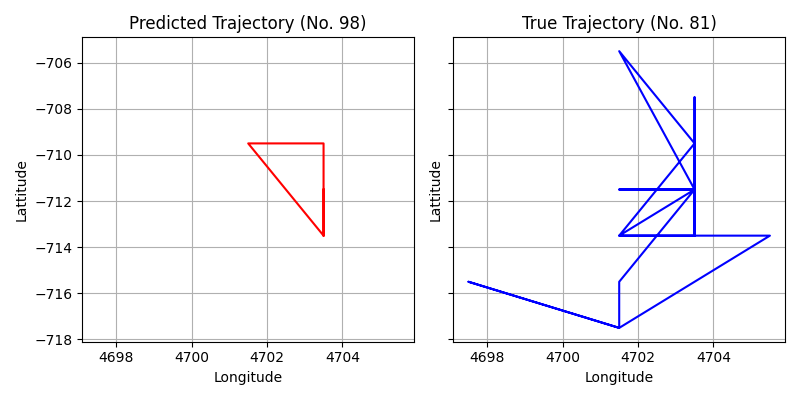 Predicted Trajectory (No. 98)
True Trajectory (No. 81)
Lattitude
−706
−708
−710
−712
−714
−716
−718
4698
4700
4702
4704
Longitude
Lattitude
4698
4700
4702
4704
Longitude